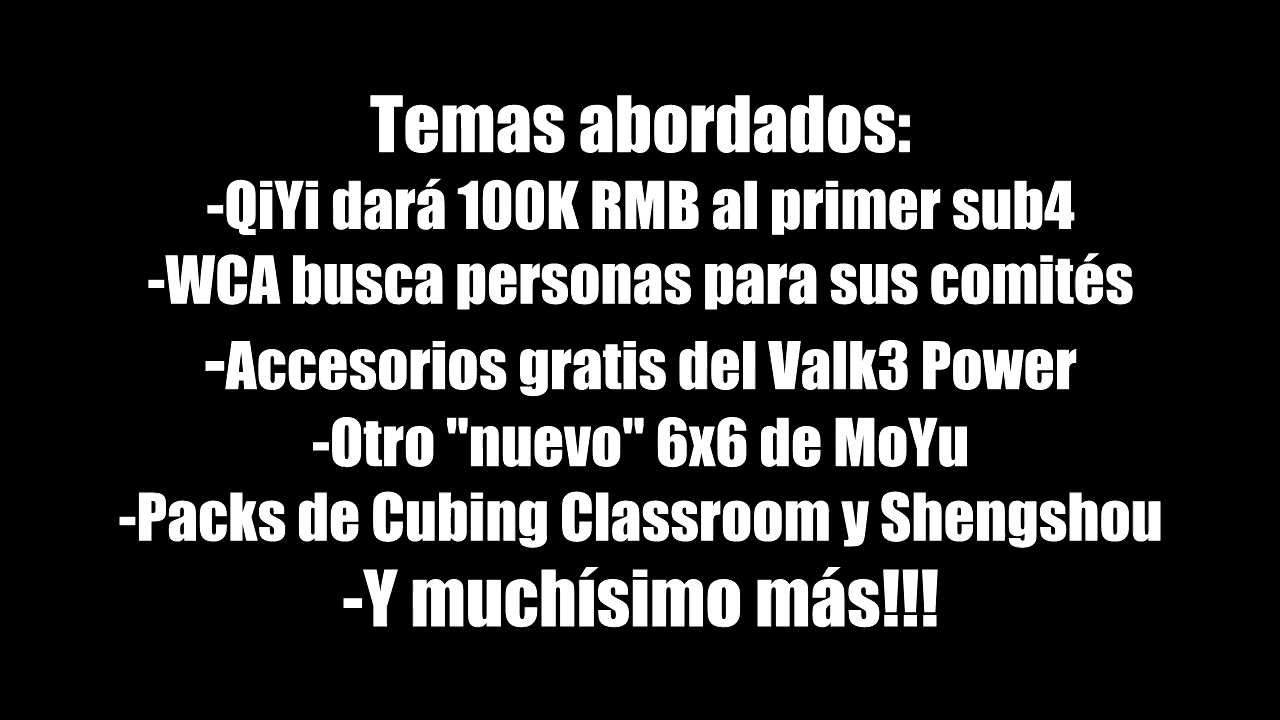 Temas abordados:
-QiYi dará 100K RMB al primer sub4
-WCA busca personas para sus comités
-Accesorios gratis del Valk3 Power
-Otro "nuevo" 6x6 de MoYu
-Packs de Cubing Classroom y Shengshou
-Y muchísimo más!!!